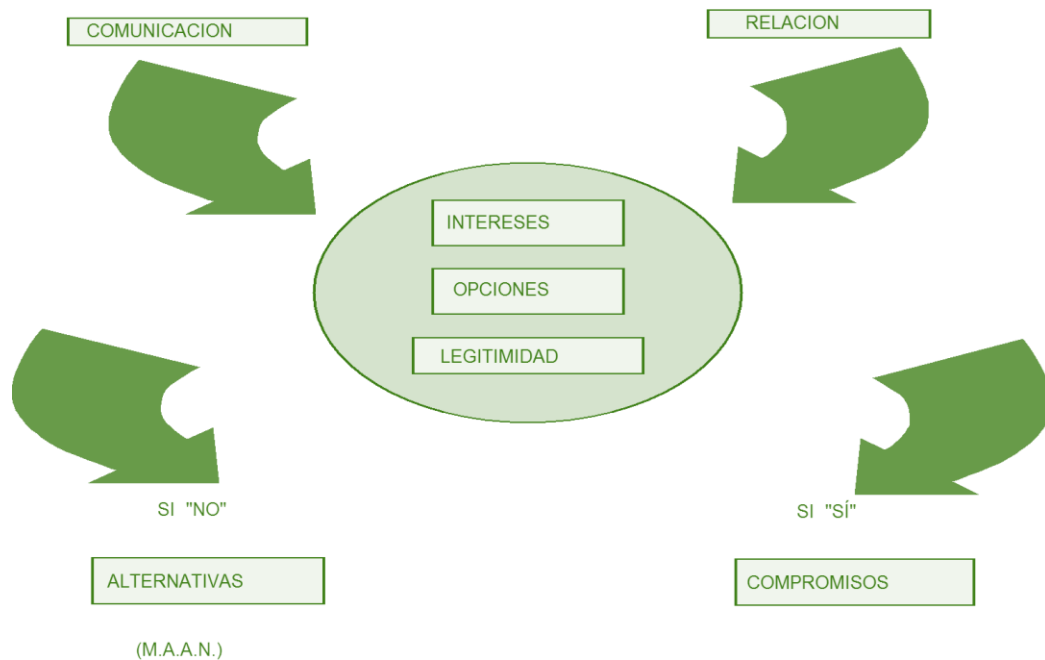 COMUNICACION
RELACION
INTERESES
OPCIONES
LEGITIMIDAD
SI "NO"
SI "SÍ"
ALTERNATIVAS
COMPROMISOS
(M.A.A.N.)